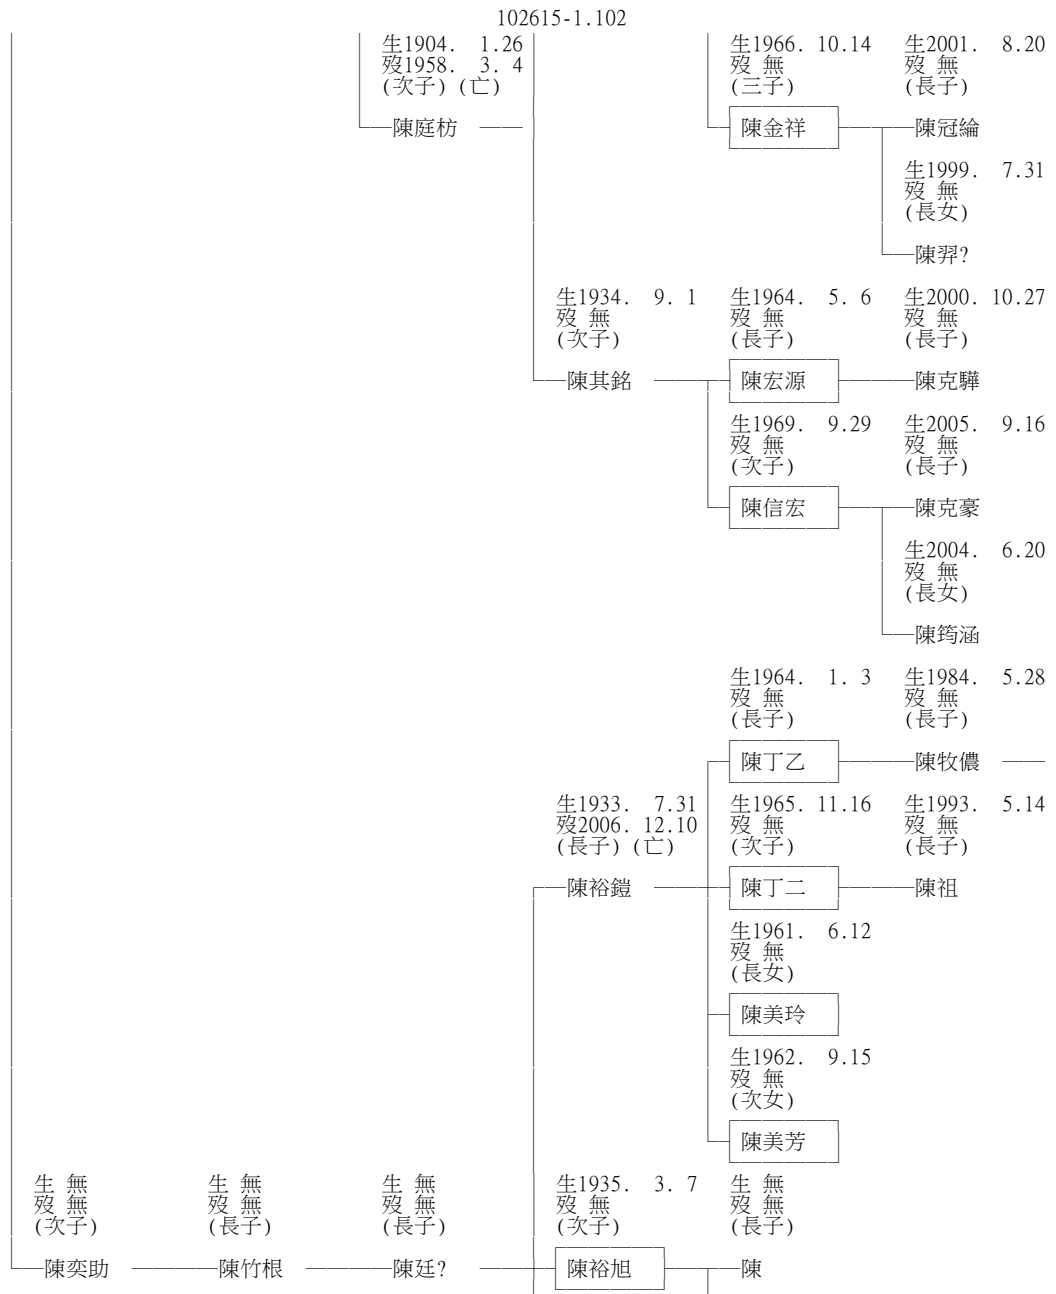 102615-1.102
生1904. 1.26 生1966. 10.14 生2001. 8.20
歿1958. 3. 4 歿 無 歿 無
(次子)(亡) (三子) (長子)
陳庭枋 陳金祥 陳冠綸
生1999. 7.31
歿 無
(長女)
陳羿?
生1934. 9. 1 生1964. 5. 6 生2000. 10.27
歿 無 歿 無 歿 無
(次子) (長子) (長子)
陳其銘 陳宏源 陳克驊
生1969. 9.29 生2005. 9.16
歿 無 歿 無
(次子) (長子)
陳信宏 陳克豪
生2004. 6.20
歿 無
(長女)
陳筠涵
生1964. 1. 3 生1984. 5.28
歿 無 歿 無
(長子) (長子)
陳丁乙 陳牧儂
生1933. 7.31 生1965. 11.16 生1993. 5.14
歿2006. 12.10 歿 無 歿 無
(長子)(亡) (次子) (長子)
陳裕鎧 陳丁二 陳祖
生1961. 6.12
歿 無
(長女)
陳美玲
生1962. 9.15
歿 無
(次女)
陳美芳
生 無 生 無 生 無 生1935. 3. 7 生 無
歿 無 歿 無 歿 無 歿 無 歿 無
(次子) (長子) (長子) (次子) (長子)
陳奕助 陳竹根 陳廷? 陳裕旭 陳